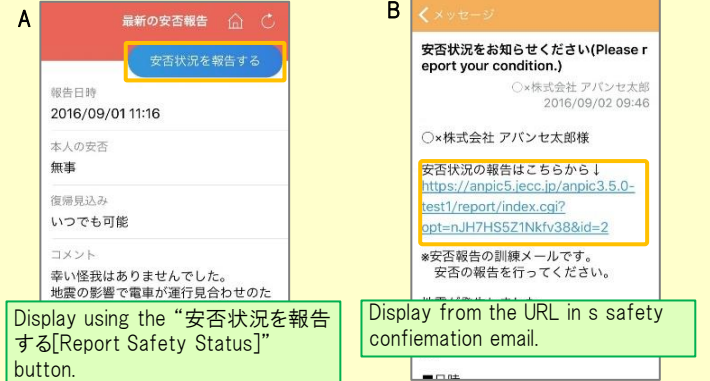 A
最新の安否報告
安否状況を報告する
報告日時
2016/09/01 11:16
本人の安否
無事
復帰見込み
いつでも可能
コメント
幸い怪我はありませんでした。
地震の影響で電車が運行見合わせのた
Display using the “安否状況を報告
する[Report Safety Status]”
button.
B
メッセージ
安否状況をお知らせください(Please r
eport your condition.)
○×株式会社 アバンセ太郎
2016/09/02 09:46
○×株式会社 アバンセ太郎様
安否状況の報告はこちらから↓
https://anpic5.jecc.jp/anpic3.5.0-
test1/report/index.cgi?
opt=nJH7HS5Z1Nkfv38&id=2
※安否報告の訓練メールです。
安否の報告を行ってください。
Display from the URL in s safety
confiemation email.
■日時